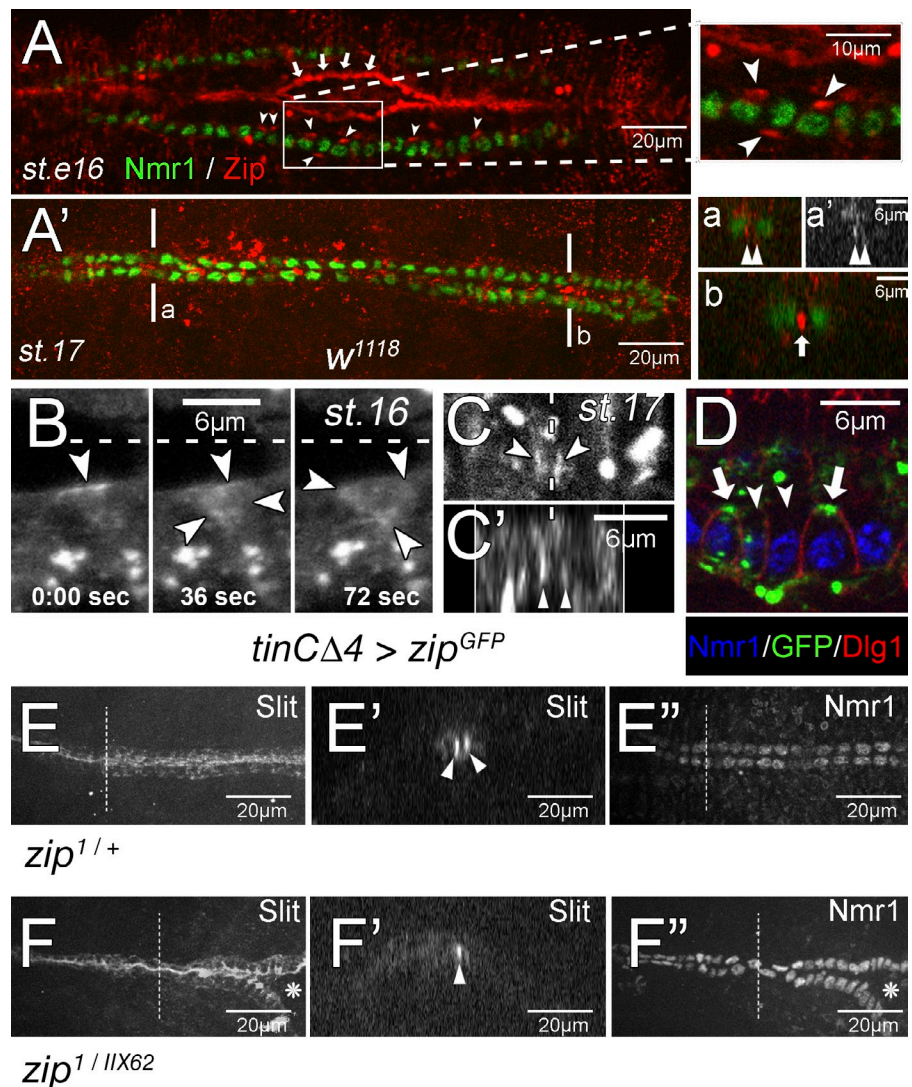 A
10µm
20µm
st.e16 Nmr1 / Zip
A'
a
a'
6µm
a
b
b
6µm
st.17
w1118
20µm
B
6µm
st.16
C
st.17
D
6µm
C'
6µm
0:00 sec
36 sec
72 sec
tinCΔ4 > zipGFP
Nmr1/GFP/Dlg1
E
Slit
E'
Slit
E"
Nmr1
20µm
20µm
20µm
zip1 / +
F
Slit
F'
Slit
F"
Nmr1
*
*
20µm
20µm
20µm
zip1 / IIX62